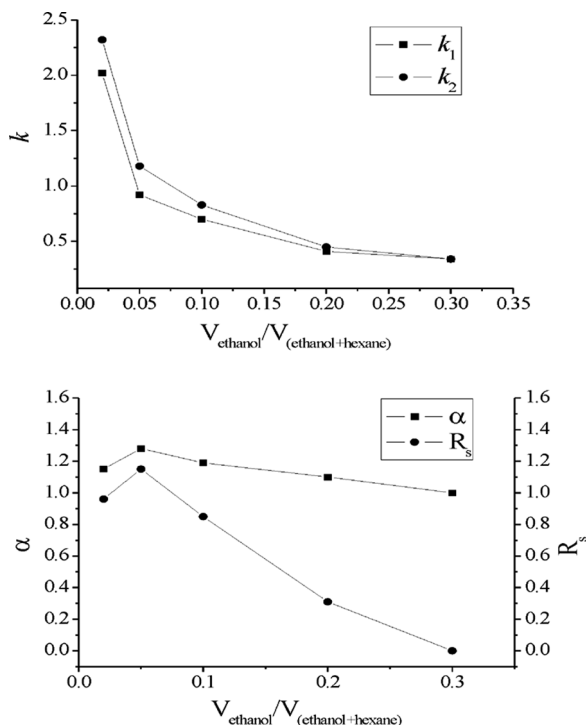 2.5
2.0
1.5
1.0
0.5
k
k1
k2
0.00 0.05 0.10 0.15 0.20 0.25 0.30 0.35
Vethanol/V(ethanol+hexane)
1.6 1.6
1.4 1.4
1.2 1.2
1.0 1.0
0.8 0.8
0.6 0.6
0.4 0.4
0.2 0.2
0.0 0.0
α
Rs
α
Rs
0.1 0.2 0.3
Vethanol/V(ethanol+hexane)